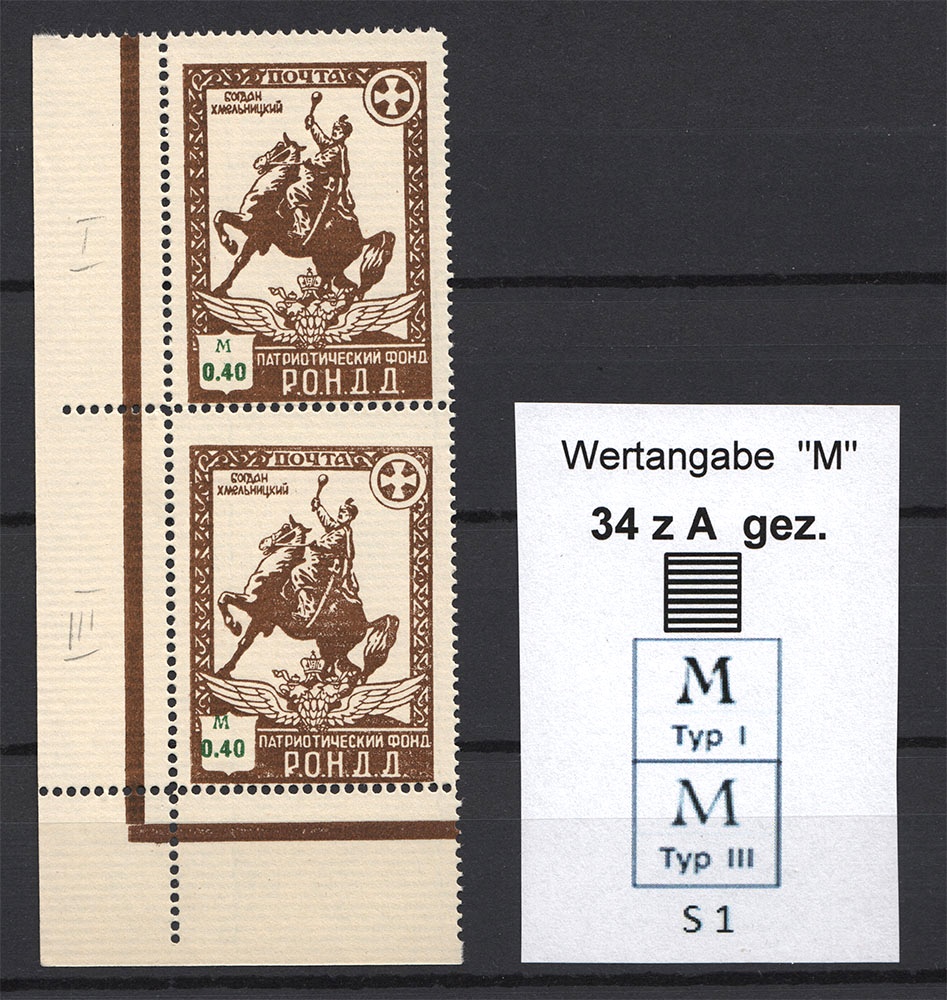 ПОЧТА
БОГДАН
ХМЕЛЬНИЦКИЙ
М
0.40
ПАТРИОТИЧЕСКИЙ ФОНД
Р.О.Н.Д.Д.
I
ПОЧТА
БОГДАН
ХМЕЛЬНИЦКИЙ
М
0.40
ПАТРИОТИЧЕСКИЙ ФОНД
Р.О.Н.Д.Д.
III
Wertangabe "M"
34 z A gez.
M
Typ I
M
Typ III
S 1